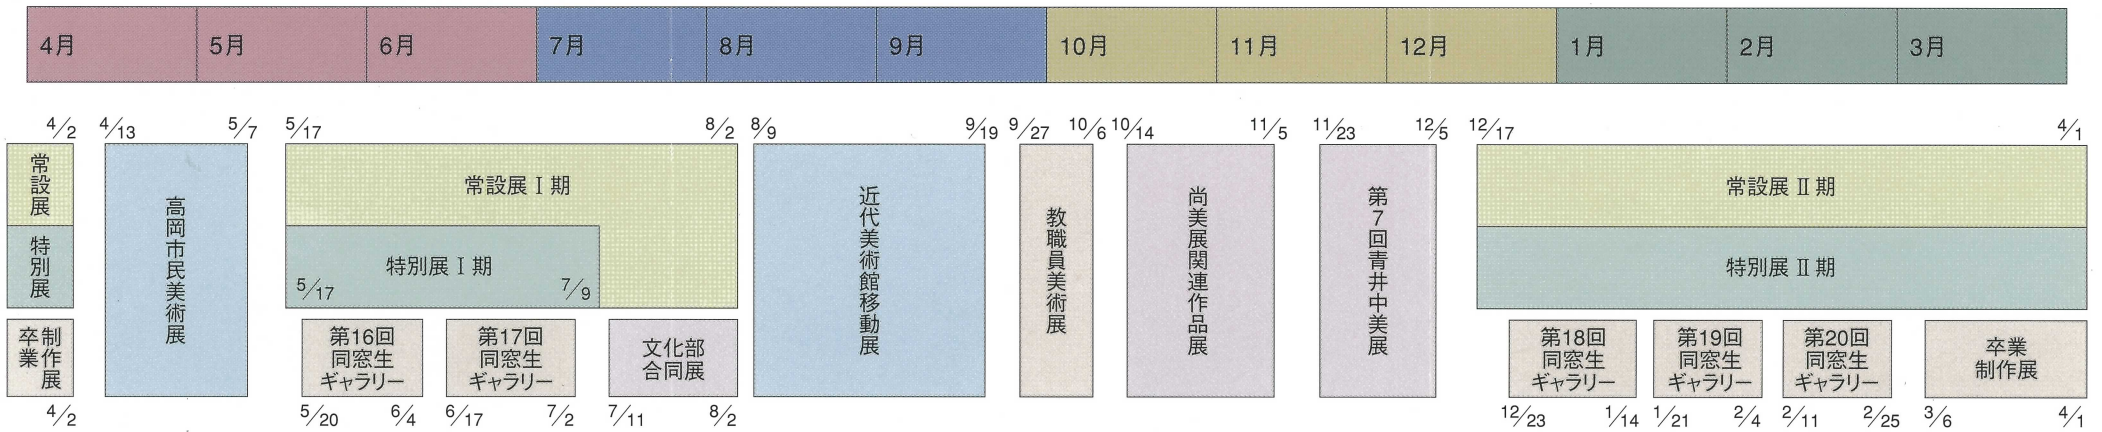 4月 5月 6月 7月 8月 9月 10月 11月 12月 1月 2月 3月
4/2 4/13 5/7 5/17 8/2 8/9 9/19 9/27 10/6 10/14 11/5 11/23 12/5 12/17 4/1
常設展
特別展
卒業
制作展
4/2
高岡市民美術展
常設展Ⅰ期
特別展Ⅰ期
5/17 7/9
第16回
同窓生
ギャラリー
5/20 6/4
第17回
同窓生
ギャラリー
6/17 7/2
文化部
合同展
7/11 8/2
近代美術館移動展
教職員美術展
尚美展関連作品展
第7回青井中美展
常設展Ⅱ期
特別展Ⅱ期
第18回
同窓生
ギャラリー
12/23 1/14
第19回
同窓生
ギャラリー
1/21 2/4
第20回
同窓生
ギャラリー
2/11 2/25
卒業
制作展
3/6 4/1